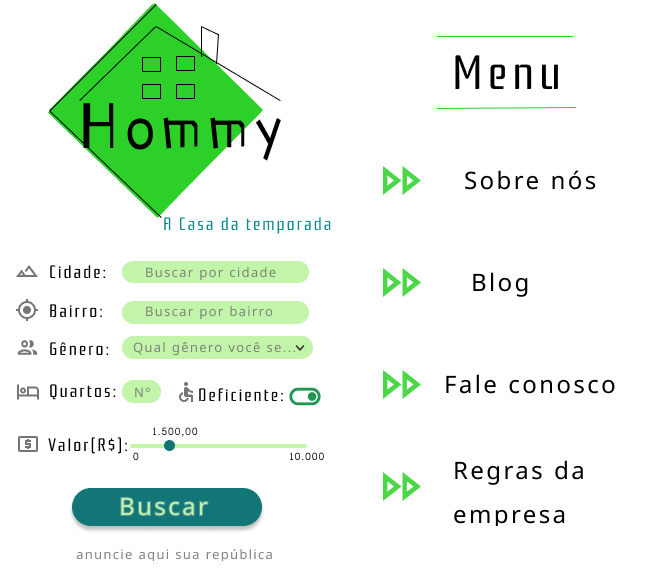 Hommy
A Casa da temporada
Cidade: Buscar por cidade
Bairro: Buscar por bairro
Gênero: Qual gênero você se...
Quartos: N° Deficiente:
1.500,00
Valor(R$):
0 10.000
Buscar
anuncie aqui sua república
Menu
Sobre nós
Blog
Fale conosco
Regras da
empresa